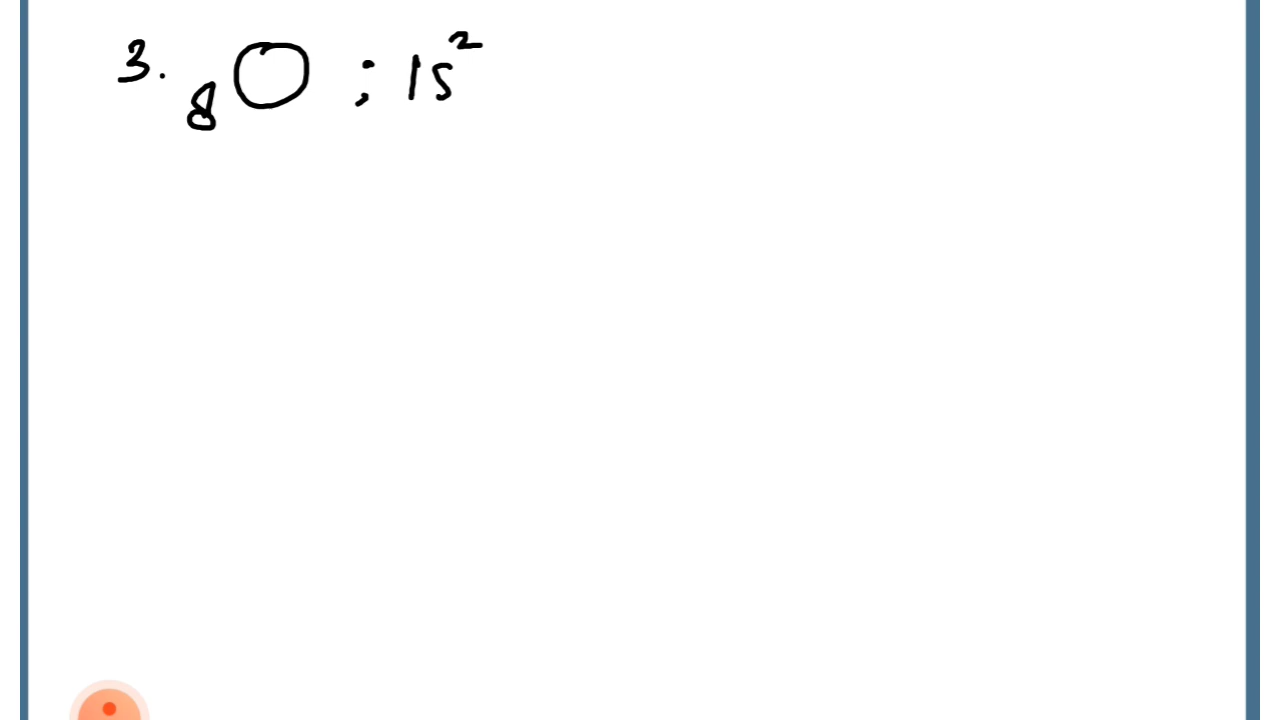 3. ₈O ; 1s²